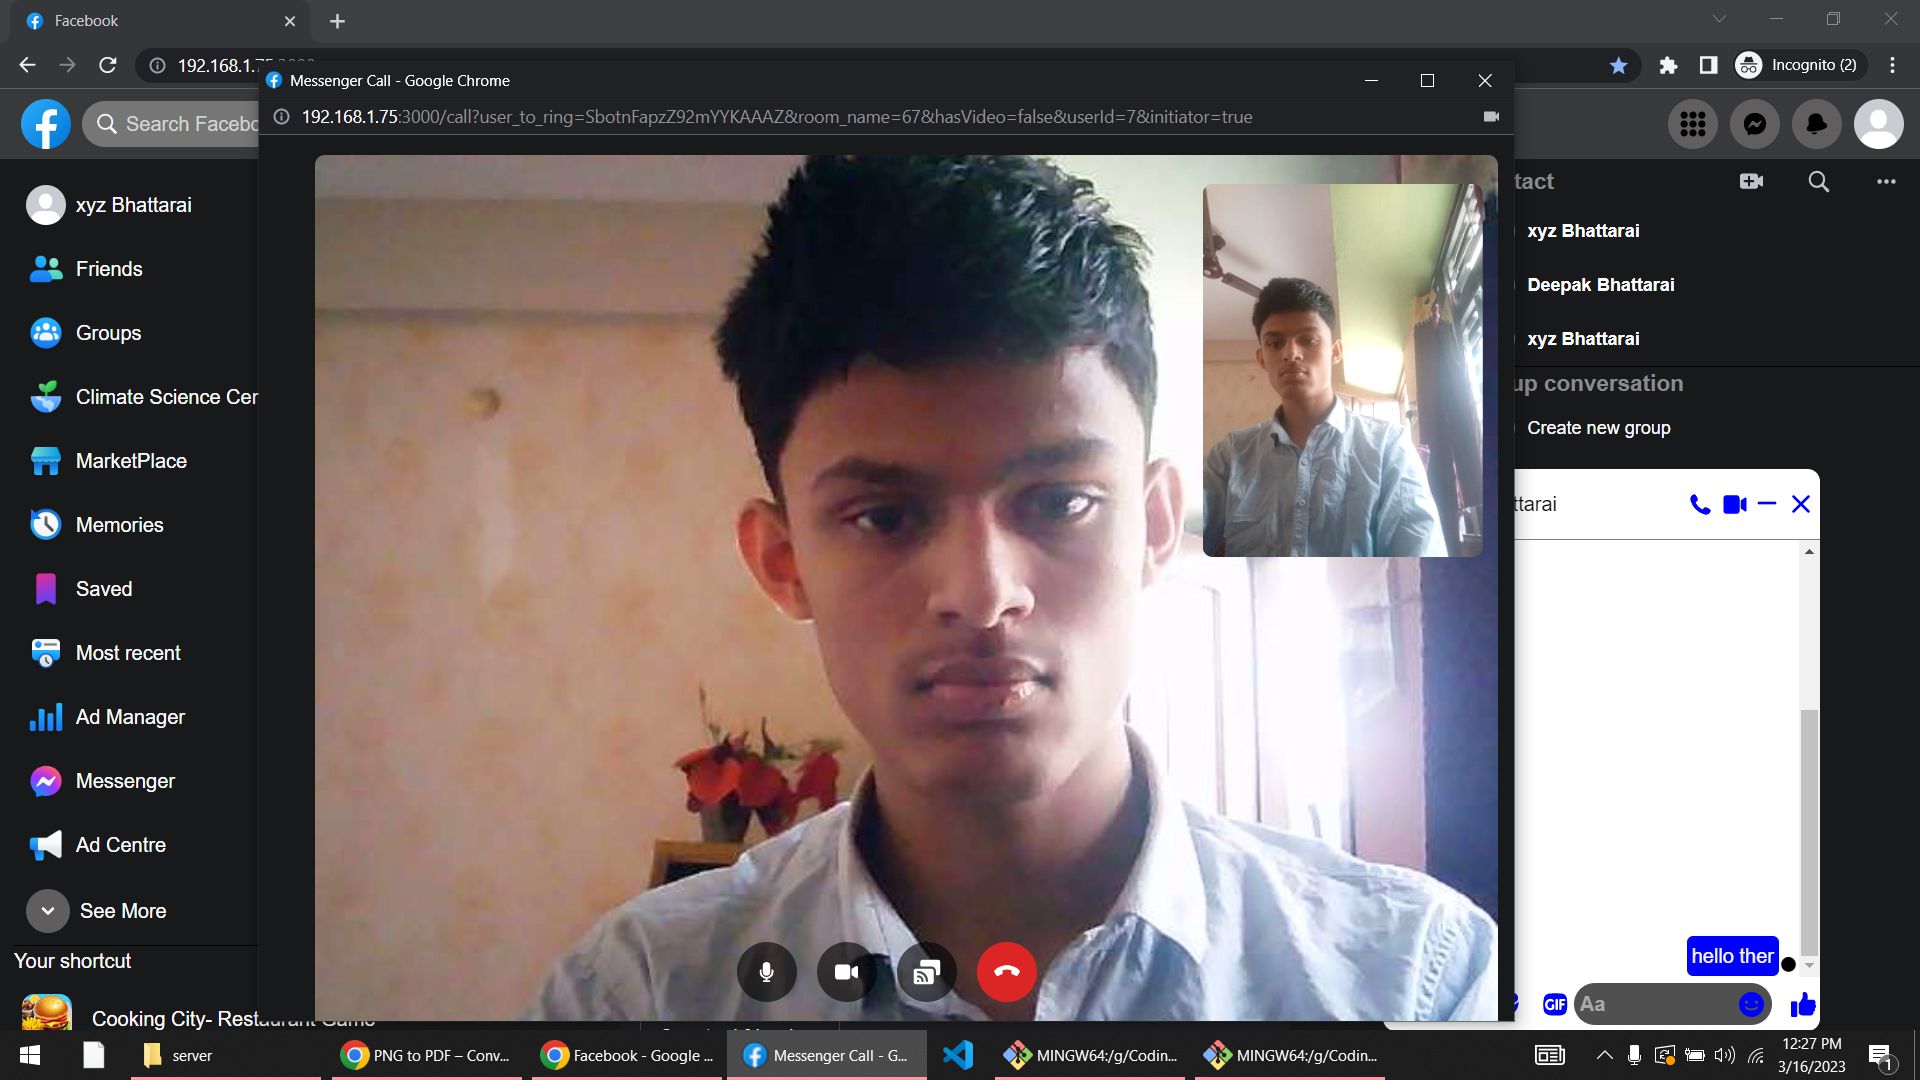 Facebook
192.168.1.75:3000
Incognito (2)
Messenger Call - Google Chrome
192.168.1.75:3000/call?user_to_ring=SbotnFapzZ92mYYKAAAZ&room_name=67&hasVideo=false&userId=7&initiator=true
Search Facebo
xyz Bhattarai
Friends
Groups
Climate Science Cer
MarketPlace
Memories
Saved
Most recent
Ad Manager
Messenger
Ad Centre
See More
Your shortcut
Cooking City- Restaurant Game
tact
xyz Bhattarai
Deepak Bhattarai
xyz Bhattarai
up conversation
Create new group
ttarai
hello ther
GIF
Aa
server
PNG to PDF – Conv...
Facebook - Google ...
Messenger Call - G...
MINGW64:/g/Codin...
MINGW64:/g/Codin...
12:27 PM
3/16/2023
1